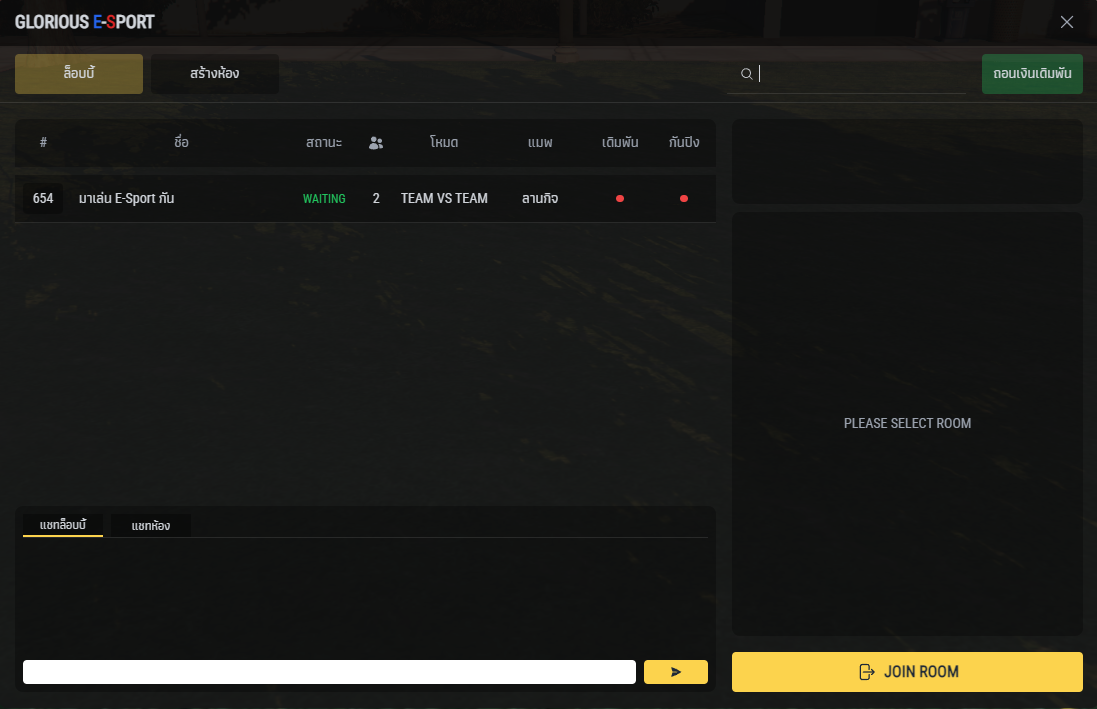 GLORIOUS E-SPORT
ล็อบบี้ สร้างห้อง ถอนเงินเดิมพัน
# ชื่อ สถานะ โหมด แมพ เดิมพัน กันปิง
654 มาเล่น E-Sport กัน WAITING 2 TEAM VS TEAM ลานกิจ
PLEASE SELECT ROOM
แชทล็อบบี้ แชทห้อง
JOIN ROOM